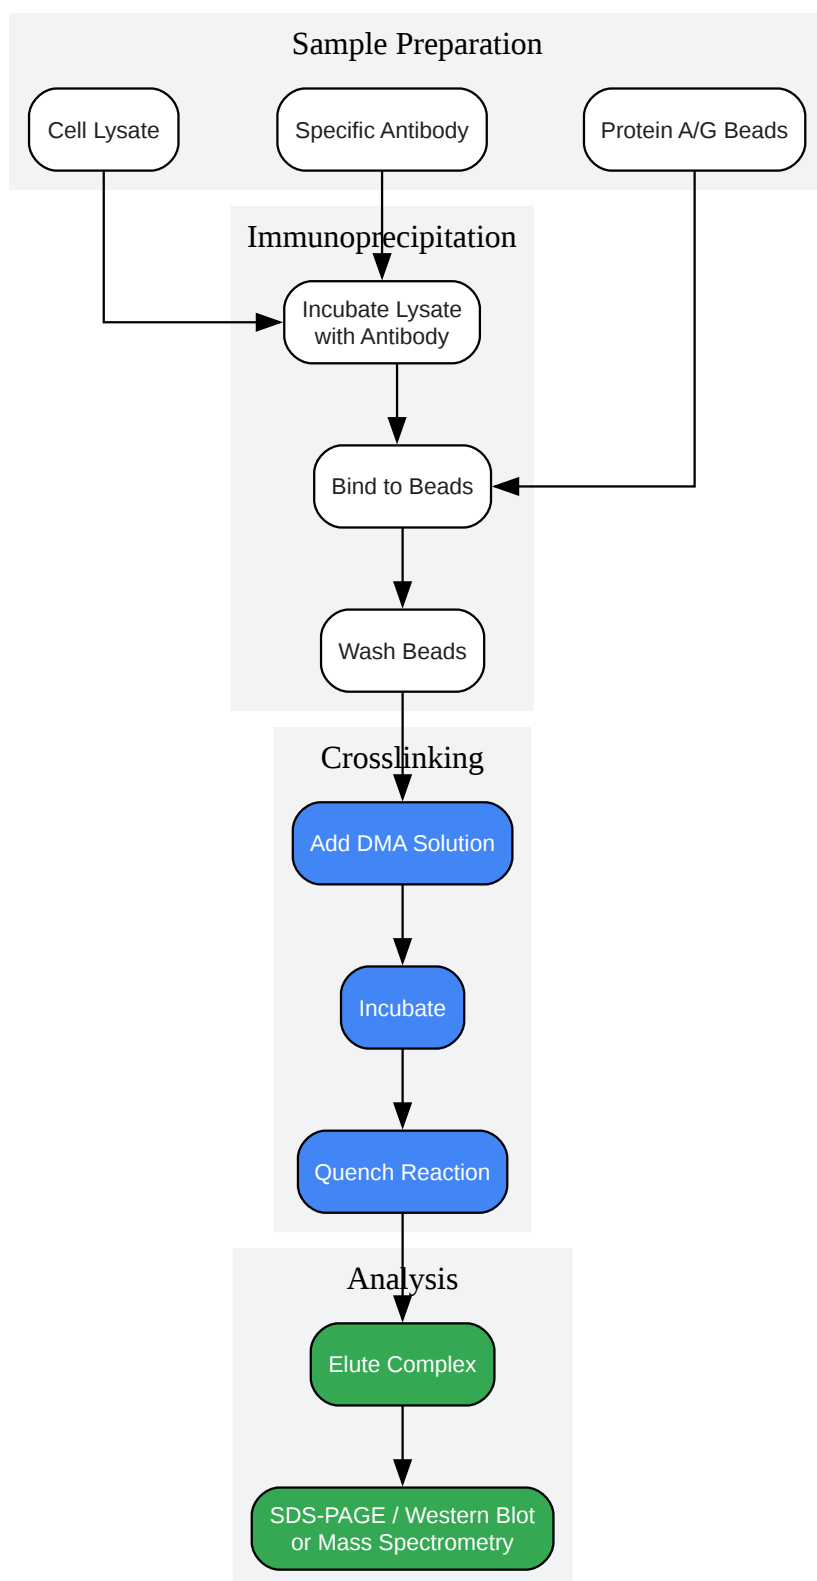 Sample Preparation
Cell Lysate
Specific Antibody
Protein A/G Beads
Immunoprecipitation
Incubate Lysate
with Antibody
Bind to Beads
Wash Beads
Crosslinking
Add DMA Solution
Incubate
Quench Reaction
Analysis
Elute Complex
SDS-PAGE / Western Blot
or Mass Spectrometry